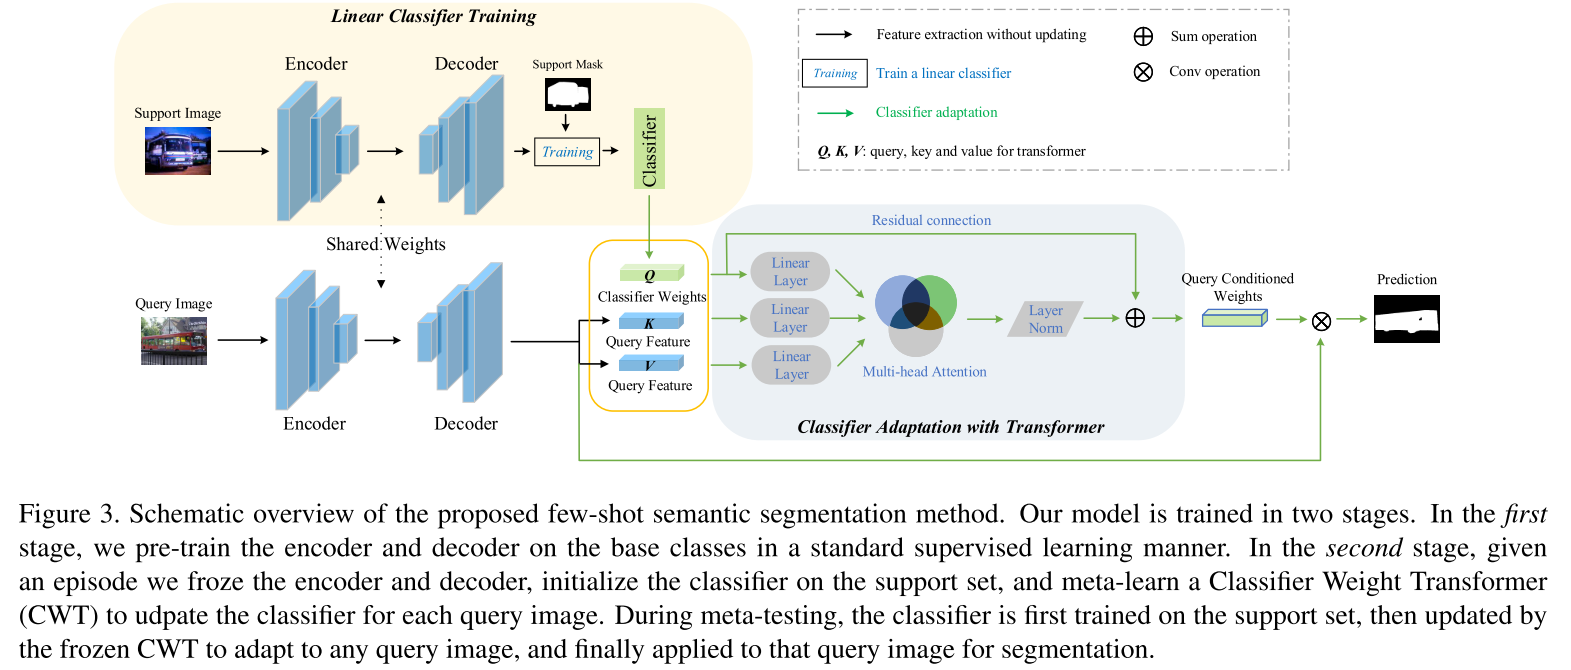 Linear Classifier Training
Encoder
Decoder
Support Mask
Support Image
Training
Classifier
Feature extraction without updating
Sum operation
Training
Train a linear classifier
Conv operation
Classifier adaptation
Q, K, V: query, key and value for transformer
Shared Weights
Query Image
Encoder
Decoder
Q
Classifier Weights
K
Query Feature
V
Query Feature
Residual connection
Linear
Layer
Linear
Layer
Linear
Layer
Multi-head Attention
Layer
Norm
Classifier Adaptation with Transformer
Query Conditioned
Weights
Prediction
Figure 3. Schematic overview of the proposed few-shot semantic segmentation method. Our model is trained in two stages. In the first
stage, we pre-train the encoder and decoder on the base classes in a standard supervised learning manner. In the second stage, given
an episode we froze the encoder and decoder, initialize the classifier on the support set, and meta-learn a Classifier Weight Transformer
(CWT) to udpate the classifier for each query image. During meta-testing, the classifier is first trained on the support set, then updated by
the frozen CWT to adapt to any query image, and finally applied to that query image for segmentation.